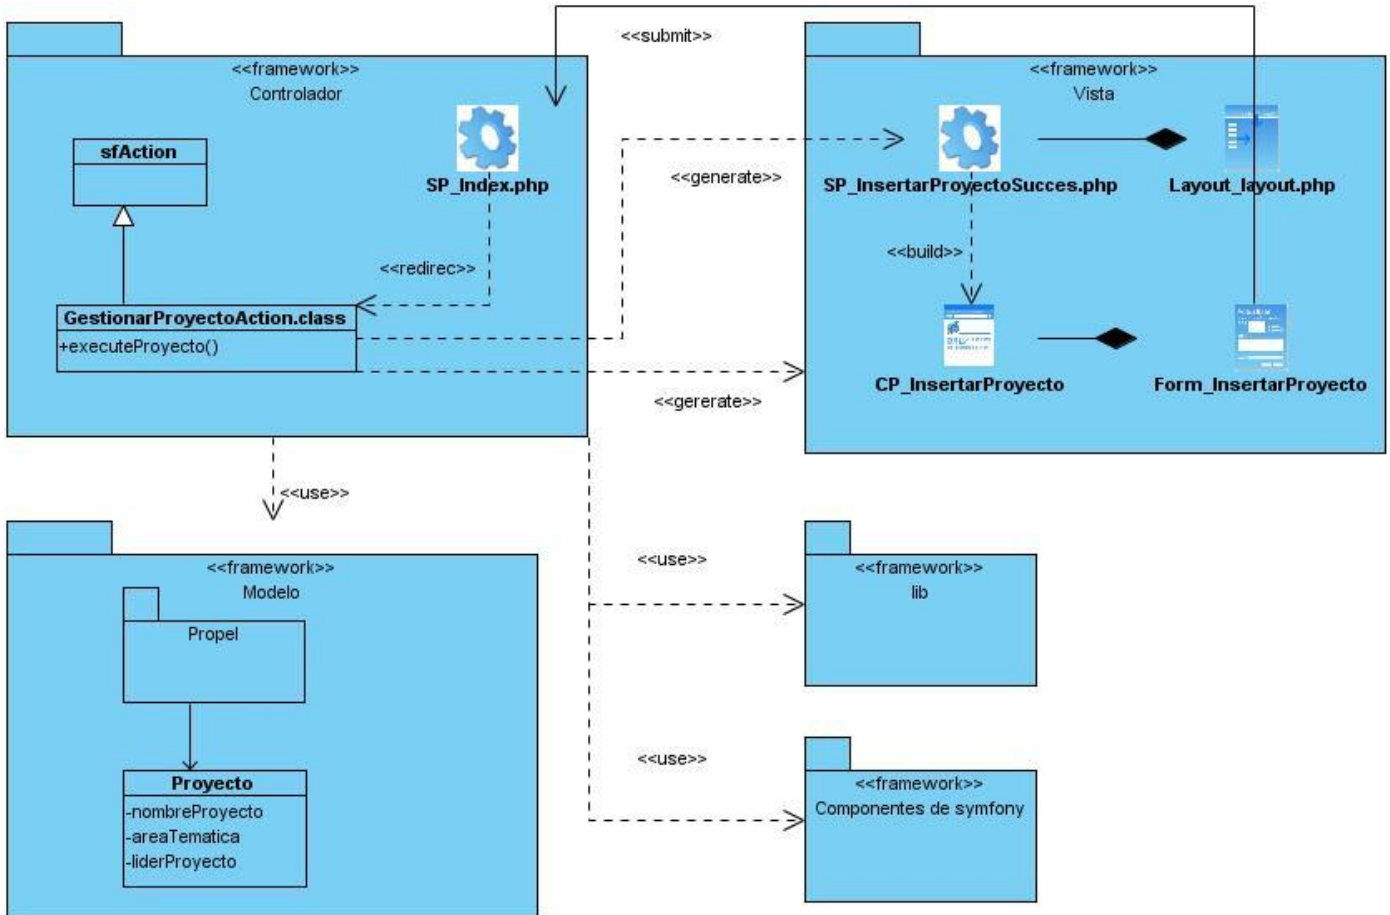 <<submit>>
<<framework>>
Controlador
sfAction
SP_Index.php
<<redirec>>
GestionarProyectoAction.class
+executeProyecto()
<<generate>>
<<gererate>>
<<framework>>
Vista
SP_InsertarProyectoSucces.php
Layout_layout.php
<<build>>
CP_InsertarProyecto
Form_InsertarProyecto
<<use>>
<<framework>>
Modelo
Propel
Proyecto
-nombreProyecto
-areaTematica
-liderProyecto
<<use>>
<<framework>>
lib
<<use>>
<<framework>>
Componentes de symfony